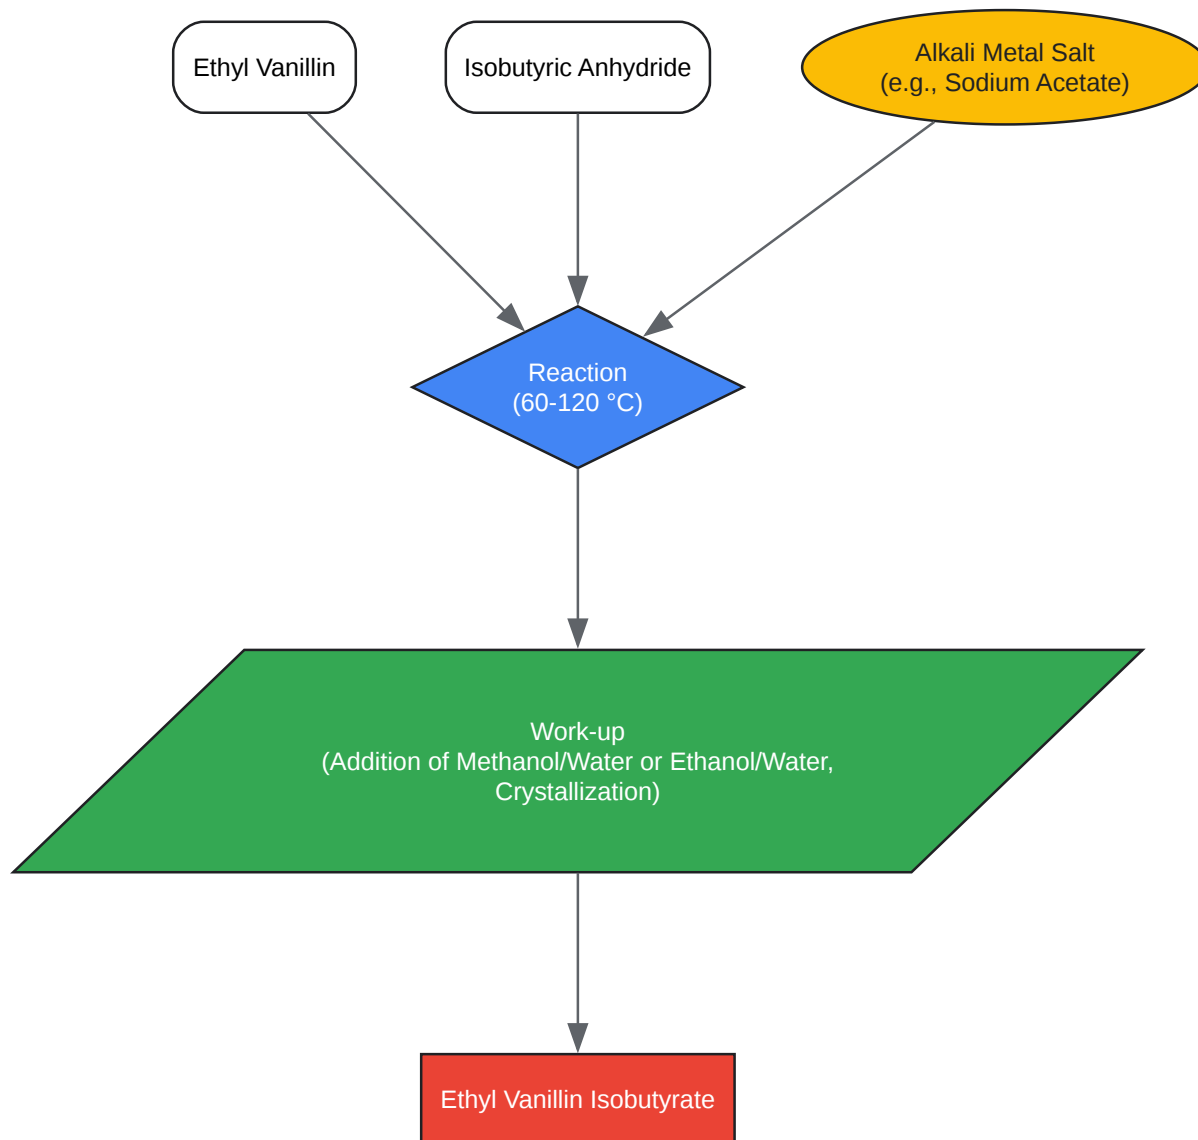 Ethyl Vanillin
Isobutyric Anhydride
Alkali Metal Salt
(e.g., Sodium Acetate)
Reaction
(60-120 °C)
Work-up
(Addition of Methanol/Water or Ethanol/Water,
Crystallization)
Ethyl Vanillin Isobutyrate